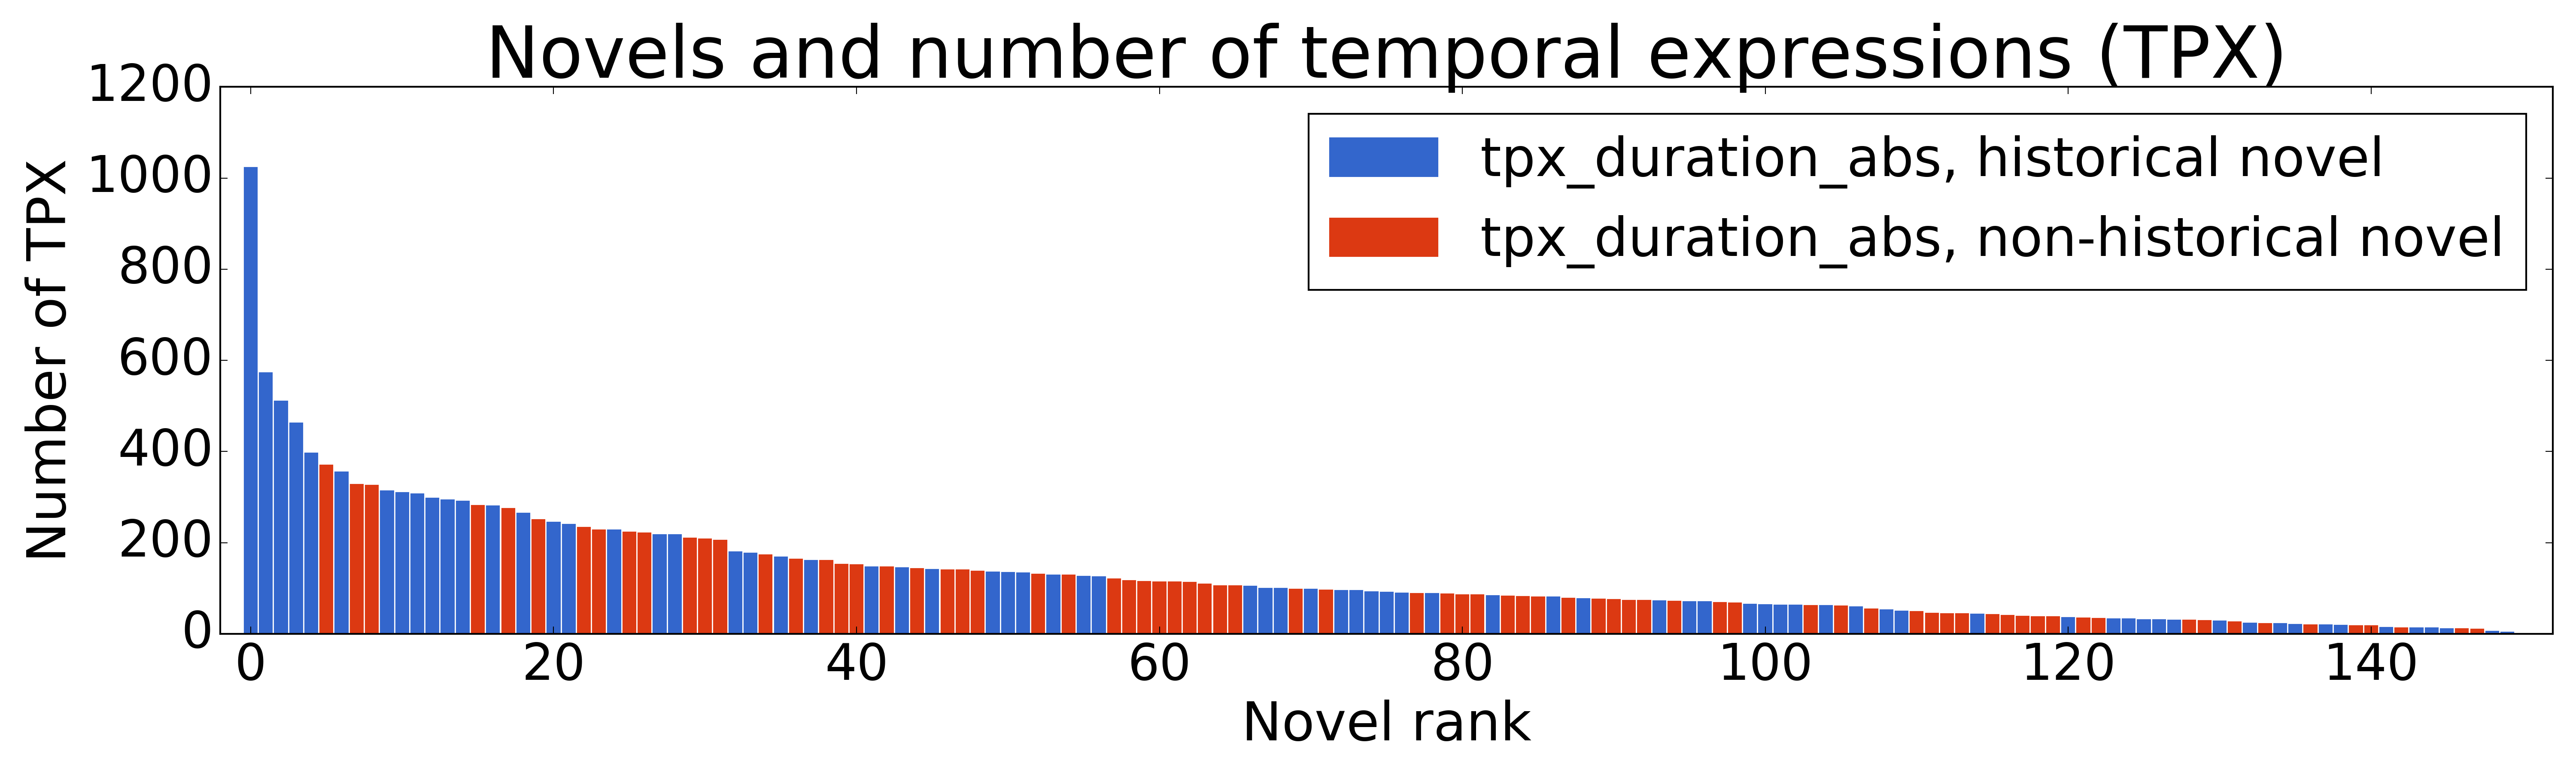 Novels and number of temporal expressions (TPX)
1200
1000
800
600
400
200
0
Number of TPX
tpx_duration_abs, historical novel
tpx_duration_abs, non-historical novel
0 20 40 60 80 100 120 140
Novel rank